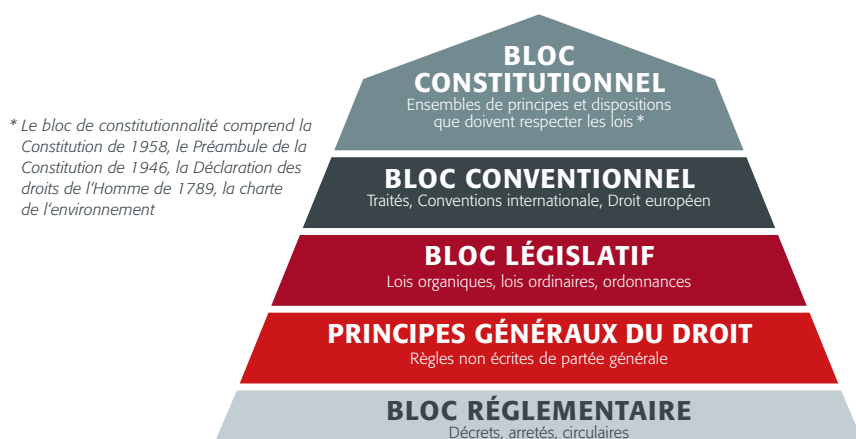 BLOC
CONSTITUTIONNEL
Ensembles de principes et dispositions
que doivent respecter les lois *
* Le bloc de constitutionnalité comprend la
Constitution de 1958, le Préambule de la
Constitution de 1946, la Déclaration des
droits de l'Homme de 1789, la charte
de l'environnement
BLOC CONVENTIONNEL
Traités, Conventions internationale, Droit européen
BLOC LÉGISLATIF
Lois organiques, lois ordinaires, ordonnances
PRINCIPES GÉNÉRAUX DU DROIT
Règles non écrites de partée générale
BLOC RÉGLEMENTAIRE
Décrets, arretés, circulaires